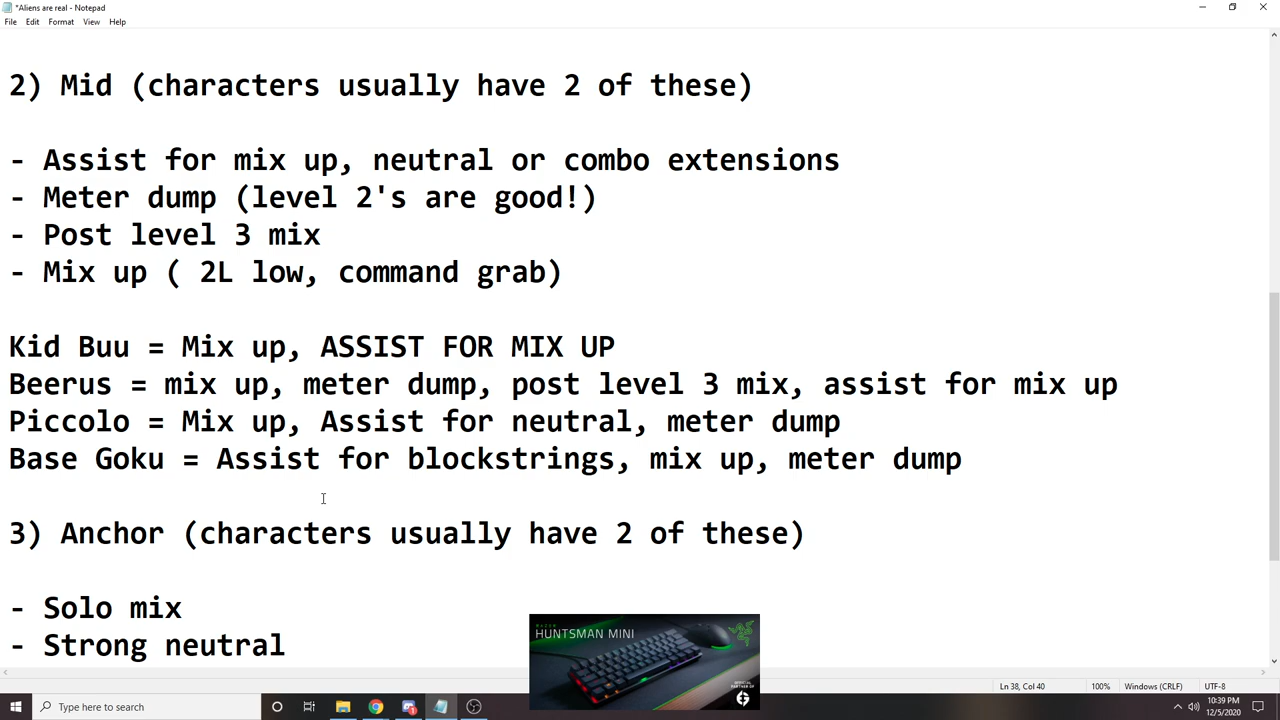 *Aliens are real - Notepad
File Edit Format View Help
2) Mid (characters usually have 2 of these)
- Assist for mix up, neutral or combo extensions
- Meter dump (level 2's are good!)
- Post level 3 mix
- Mix up ( 2L low, command grab)
Kid Buu = Mix up, ASSIST FOR MIX UP
Beerus = mix up, meter dump, post level 3 mix, assist for mix up
Piccolo = Mix up, Assist for neutral, meter dump
Base Goku = Assist for blockstrings, mix up, meter dump
3) Anchor (characters usually have 2 of these)
- Solo mix
- Strong neutral
RAZER
HUNTSMAN MINI
Ln 38, Col 40 100% Windows (CRLF) UTF-8
Type here to search
10:39 PM
12/5/2020